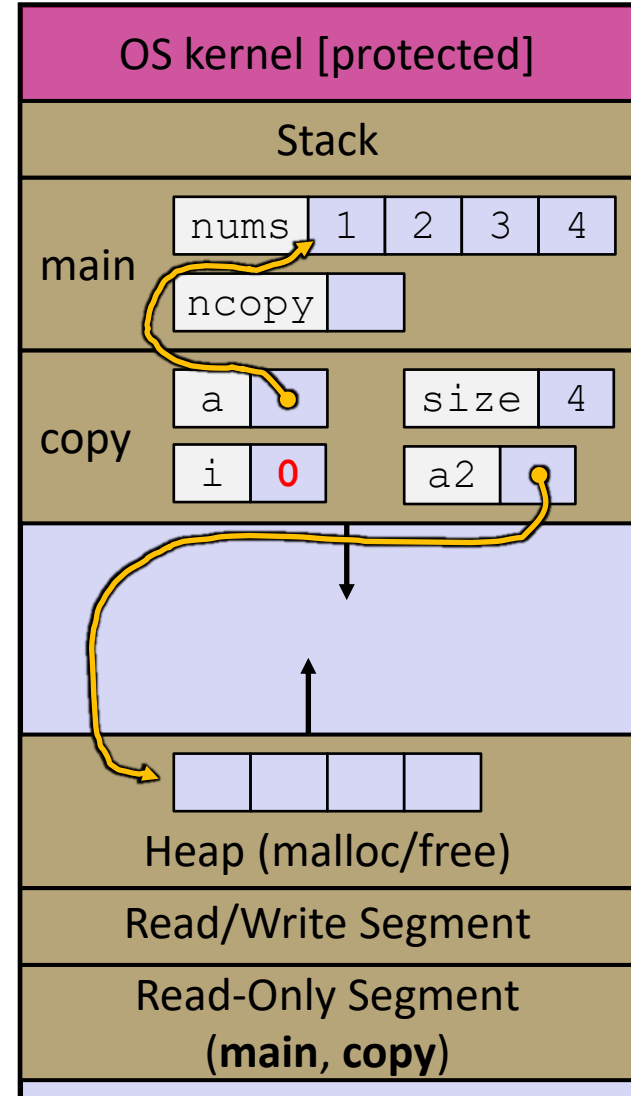 OS kernel [protected]
Stack
main
nums 1 2 3 4
ncopy
copy
a
size 4
i 0
a2
Heap (malloc/free)
Read/Write Segment
Read-Only Segment
(main, copy)